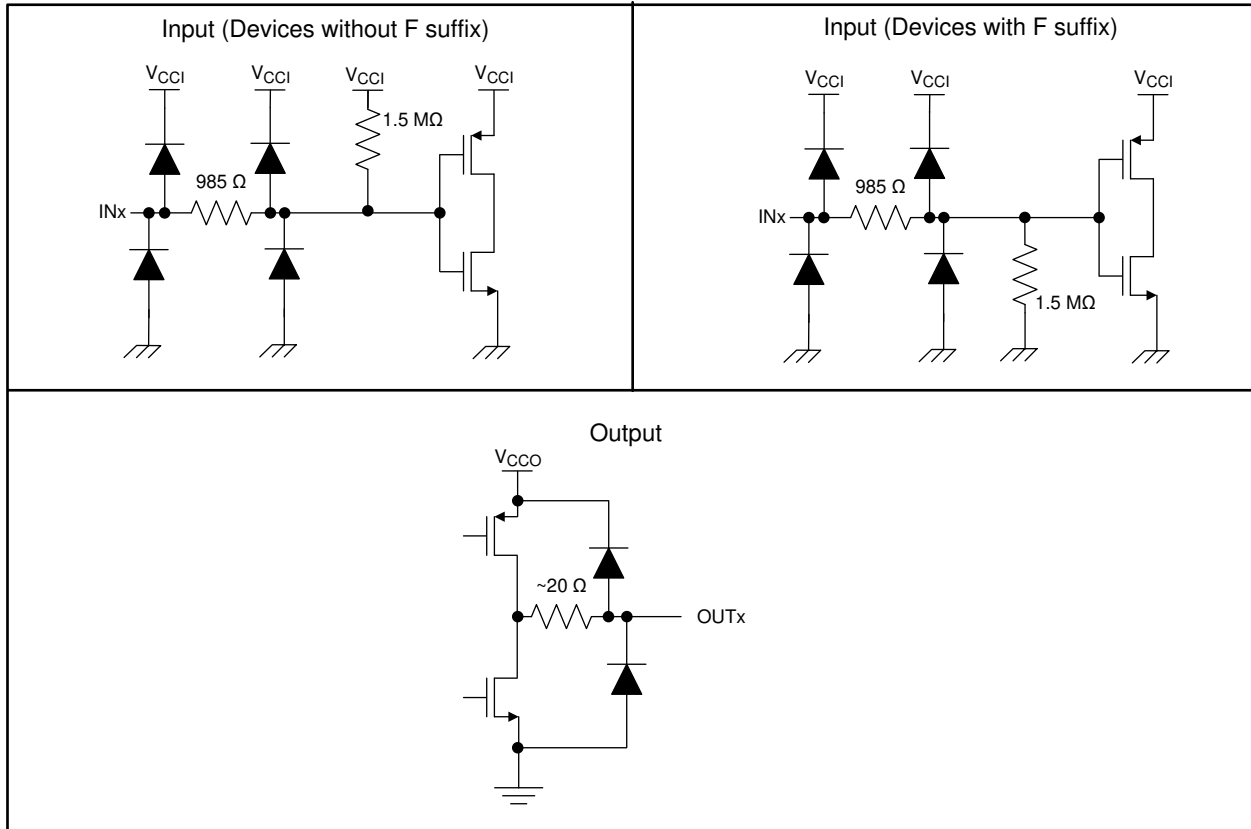 Input (Devices without F suffix)
VCCI
VCCI
VCCI
VCCI
1.5 MΩ
985 Ω
INx
Input (Devices with F suffix)
VCCI
VCCI
VCCI
985 Ω
INx
1.5 MΩ
Output
VCCO
~20 Ω
OUTx